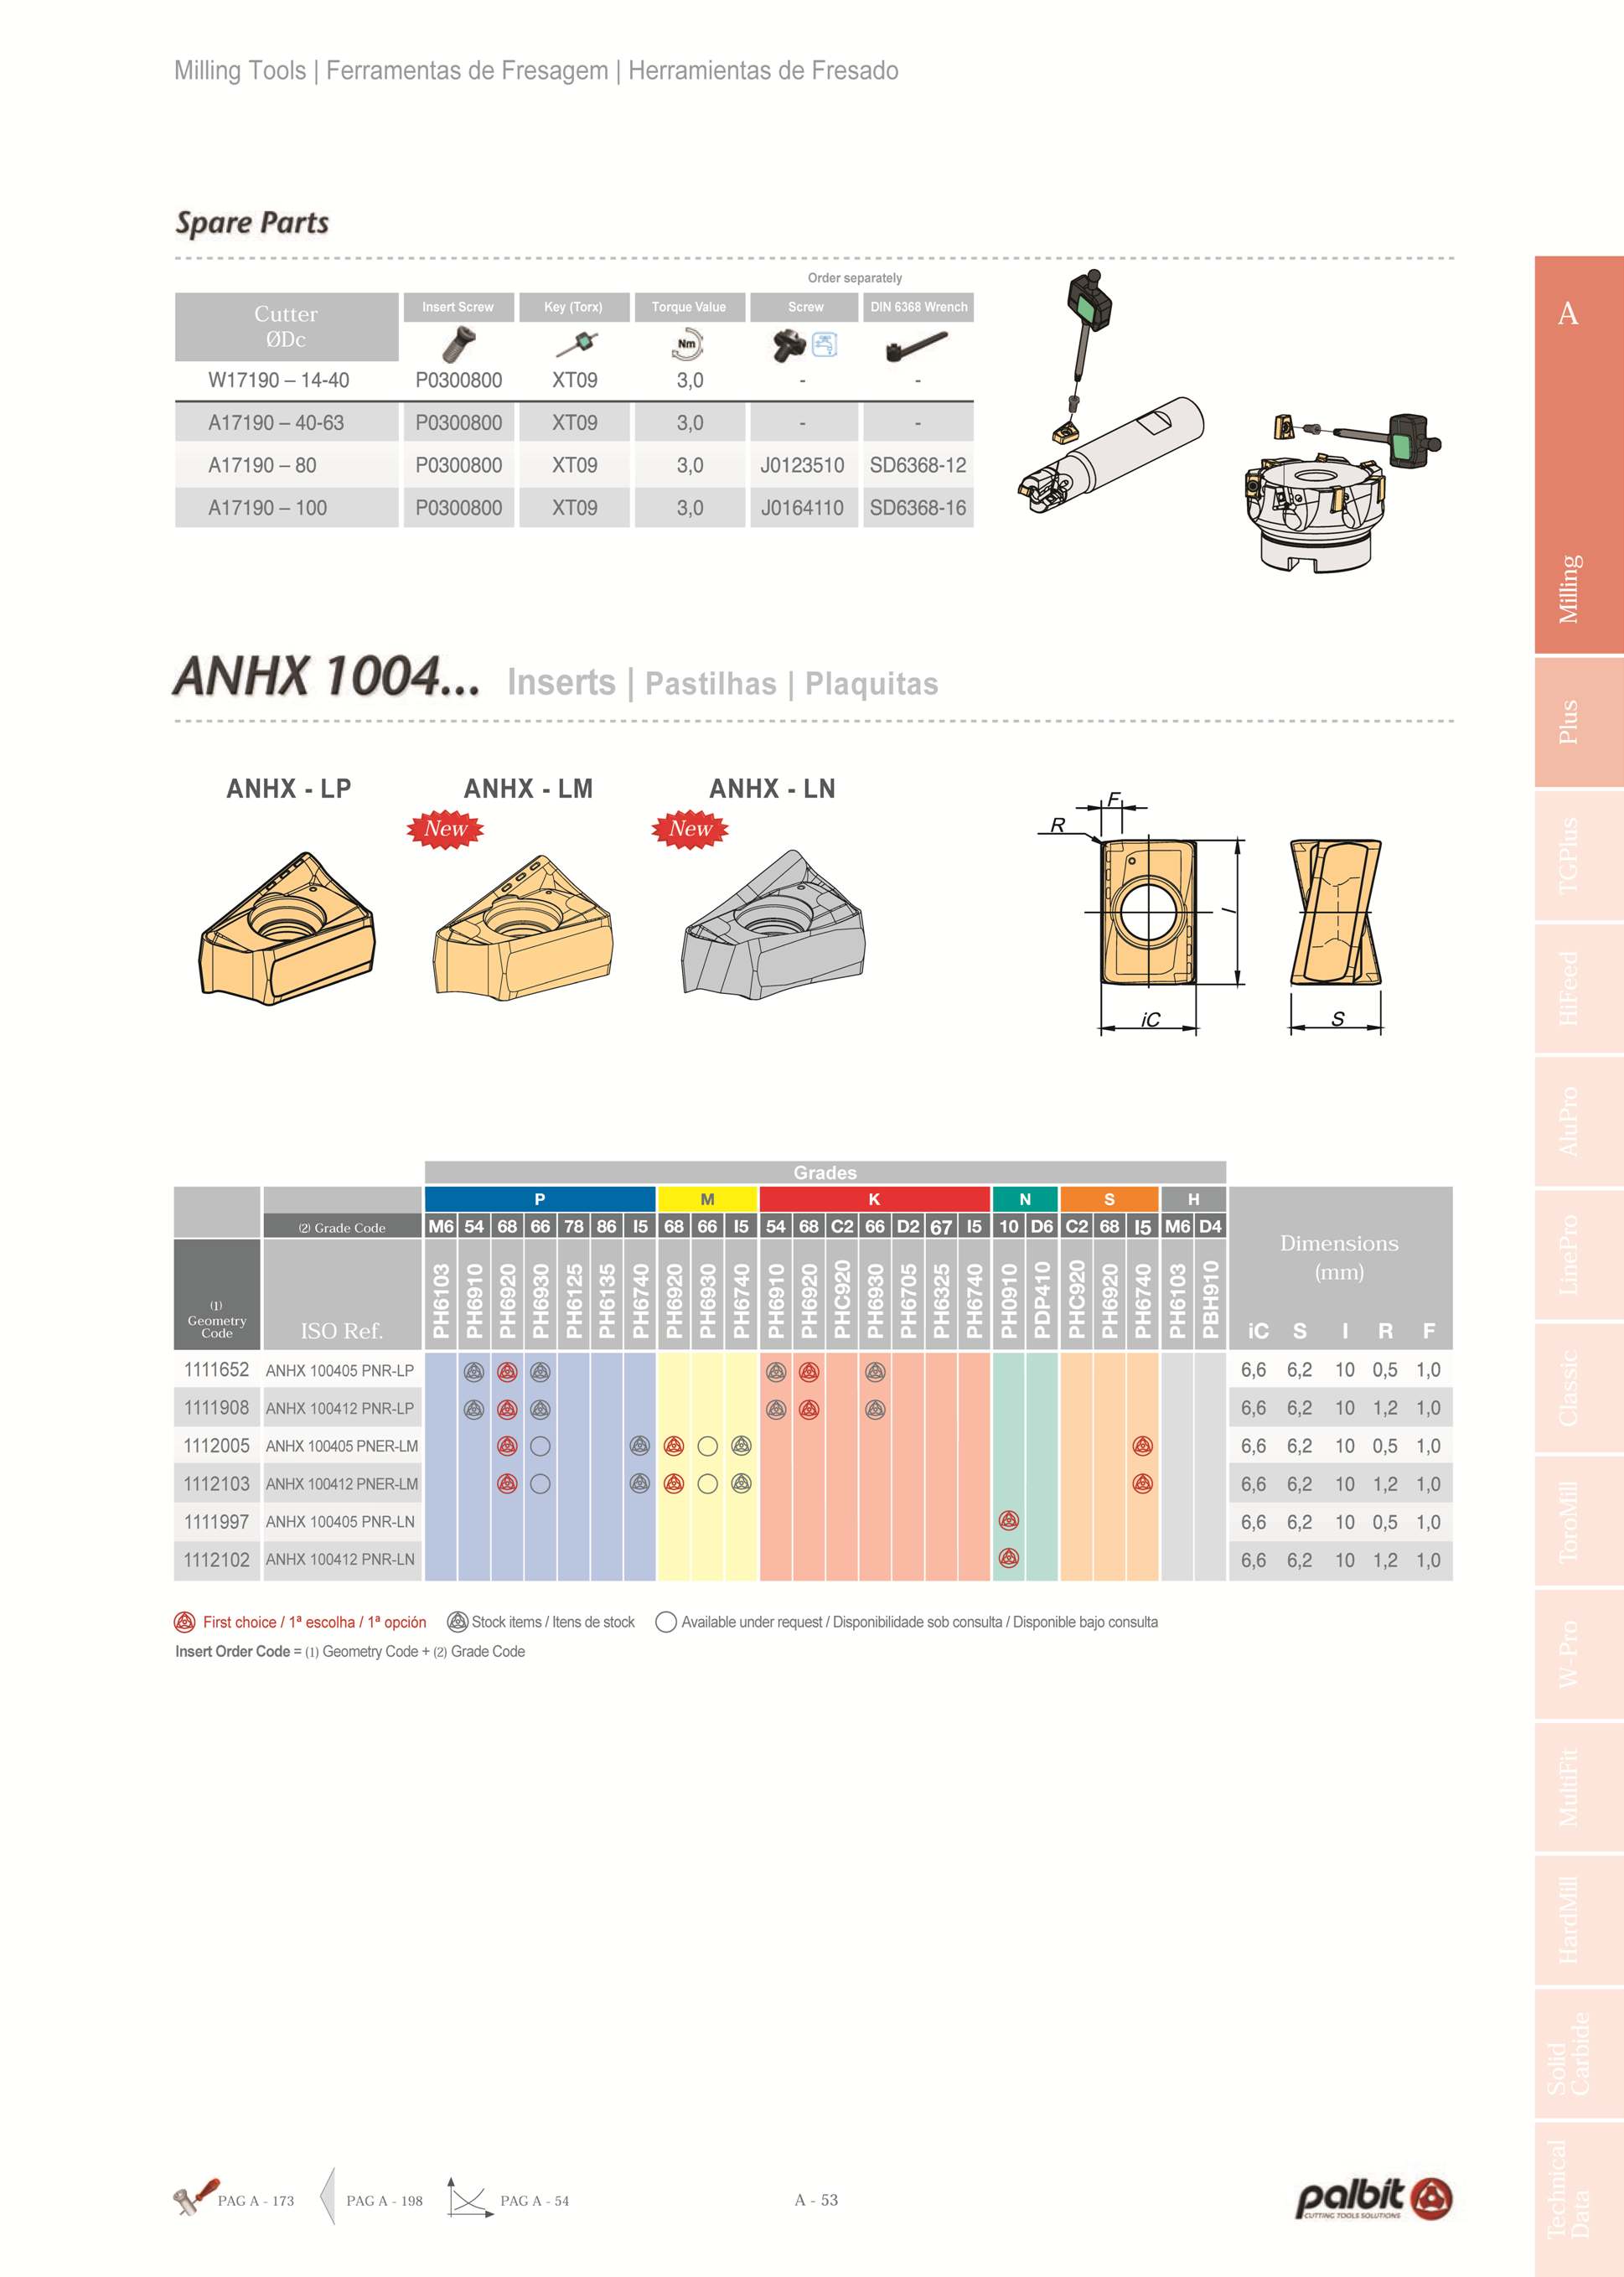 Milling Tools | Ferramentas de Fresagem | Herramientas de Fresado
Spare Parts
Order separately
Cutter ØDc Insert Screw Key (Torx) Torque Value Screw DIN 6368 Wrench
Nm
W17190 – 14-40 P0300800 XT09 3,0 - -
A17190 – 40-63 P0300800 XT09 3,0 - -
A17190 – 80 P0300800 XT09 3,0 J0123510 SD6368-12
A17190 – 100 P0300800 XT09 3,0 J0164110 SD6368-16
ANHX 1004... Inserts | Pastilhas | Plaquitas
ANHX - LP ANHX - LM ANHX - LN
New New
F
R
l
iC S
Grades
P M K N S H
(2) Grade Code M6 54 68 66 78 86 I5 68 66 I5 54 68 C2 66 D2 67 I5 10 D6 C2 68 I5 M6 D4
Dimensions
(mm)
(1)
Geometry
Code
ISO Ref. PH6103 PH6910 PH6920 PH6930 PH6125 PH6135 PH6740 PH6920 PH6930 PH6740 PH6910 PH6920 PHC920 PH6930 PH6705 PH6325 PH6740 PH0910 PDP410 PHC920 PH6920 PH6740 PH6103 PBH910 iC S I R F
1111652 ANHX 100405 PNR-LP 6,6 6,2 10 0,5 1,0
1111908 ANHX 100412 PNR-LP 6,6 6,2 10 1,2 1,0
1112005 ANHX 100405 PNER-LM 6,6 6,2 10 0,5 1,0
1112103 ANHX 100412 PNER-LM 6,6 6,2 10 1,2 1,0
1111997 ANHX 100405 PNR-LN 6,6 6,2 10 0,5 1,0
1112102 ANHX 100412 PNR-LN 6,6 6,2 10 1,2 1,0
First choice / 1ª escolha / 1ª opción Stock items / Itens de stock Available under request / Disponibilidade sob consulta / Disponible bajo consulta
Insert Order Code = (1) Geometry Code + (2) Grade Code
PAG A - 173 PAG A - 198 PAG A - 54 A - 53
palbit
CUTTING TOOLS SOLUTIONS
A
Milling
Plus
TGPlus
HiFeed
AluPro
LinePro
Classic
ToroMill
W-Pro
MultiFit
HardMill
Solid
Carbide
Technical
Data